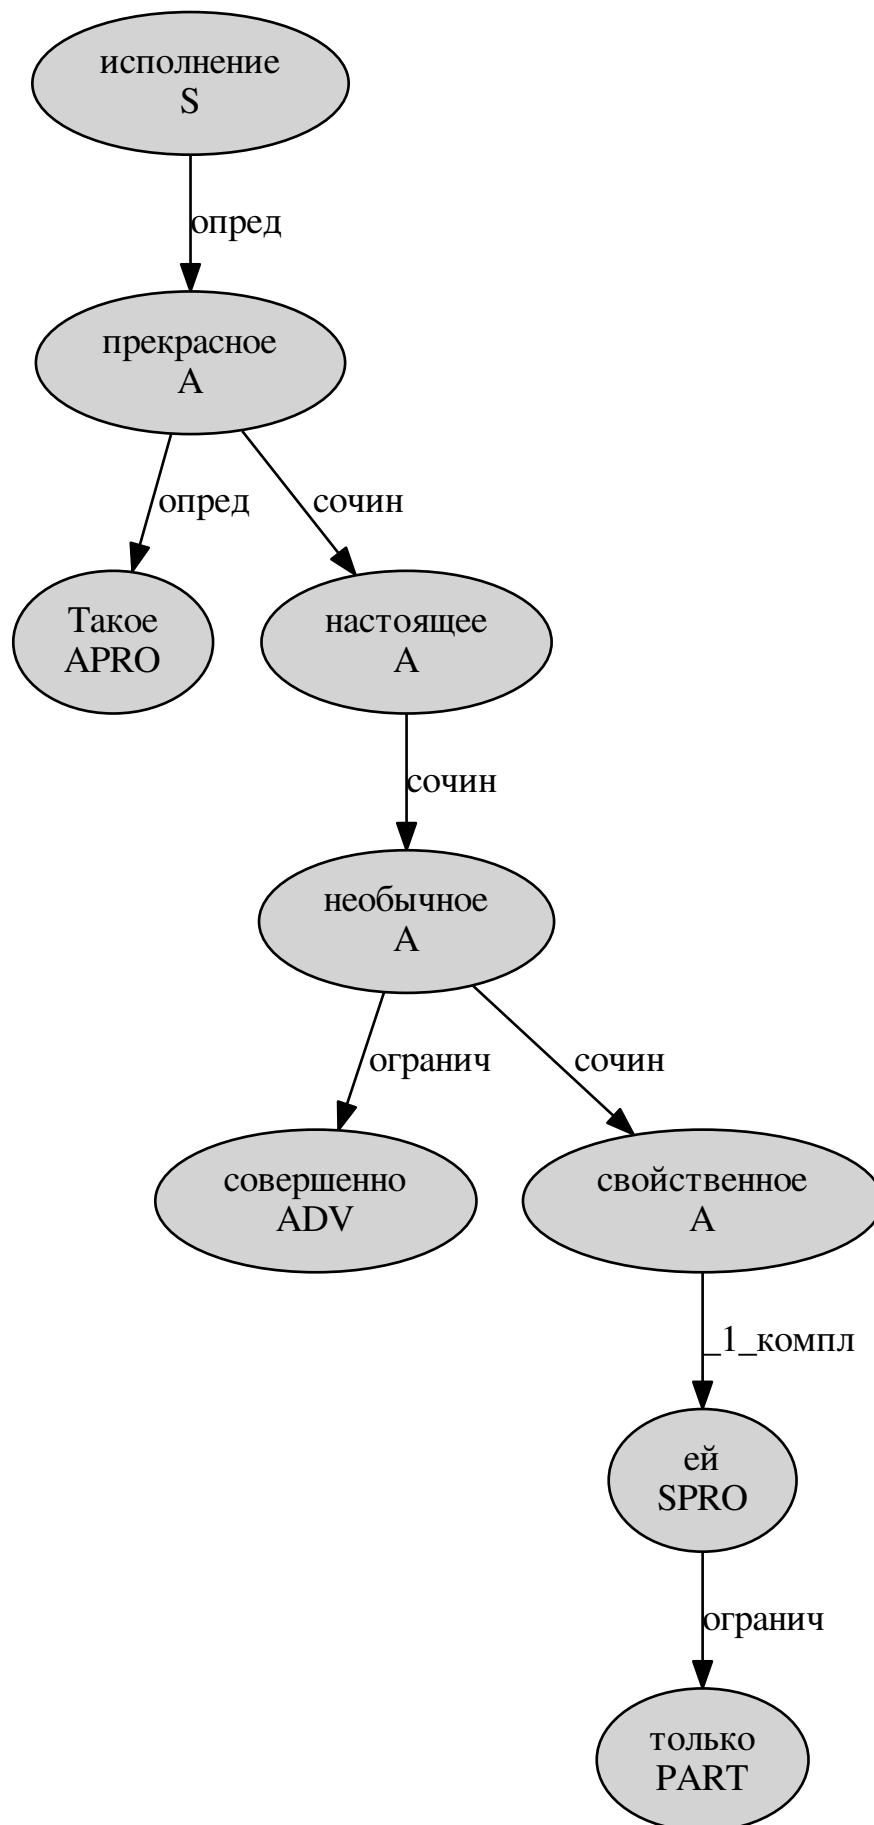 исполнение
S
опред
прекрасное
A
опред
сочин
Такое
APRO
настоящее
A
сочин
необычное
A
огранич
сочин
совершенно
ADV
свойственное
A
_1_компл
ей
SPRO
огранич
только
PART